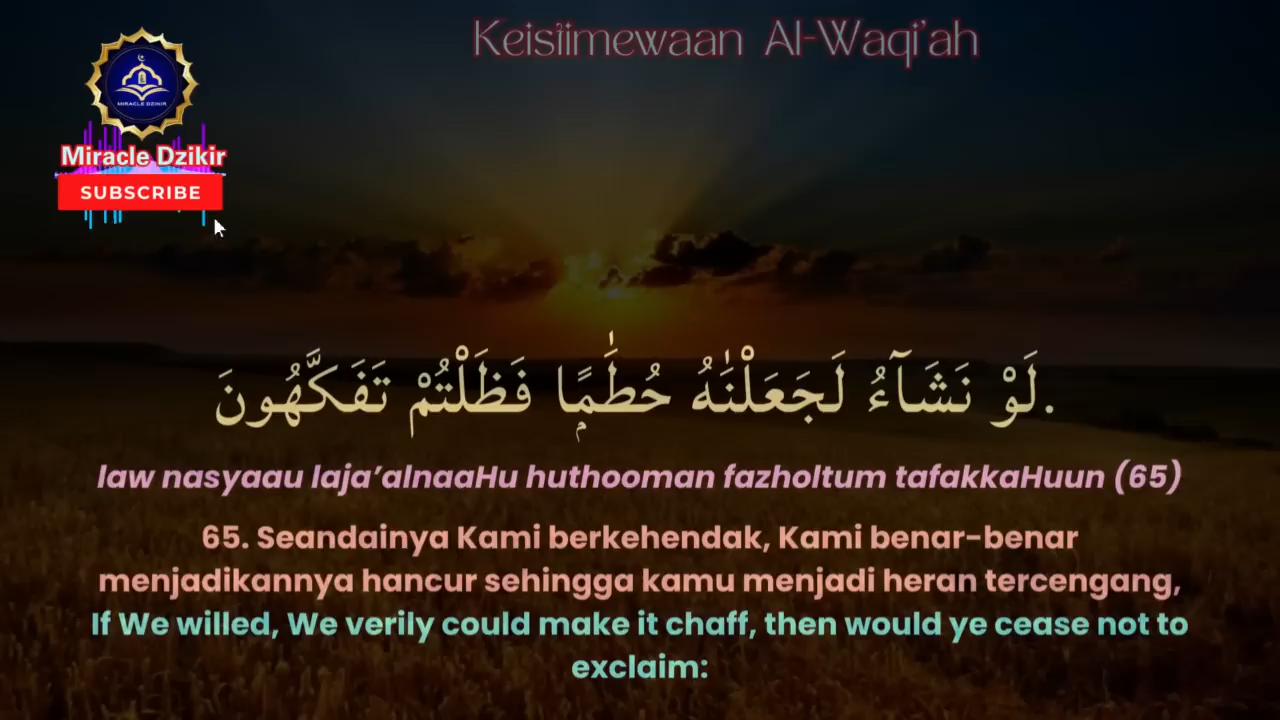 Keistimewaan Al-Waqi'ah
MIRACLE DZIKIR
Miracle Dzikir
SUBSCRIBE
لَوْ نَشَآءُ لَجَعَلْنَٰهُ حُطَٰمًۭا فَظَلْتُمْ تَفَكَّهُونَ.
law nasyaau laja’alnaaHu huthooman fazholtum tafakkaHuun (65)
65. Seandainya Kami berkehendak, Kami benar-benar
menjadikannya hancur sehingga kamu menjadi heran tercengang,
If We willed, We verily could make it chaff, then would ye cease not to
exclaim: